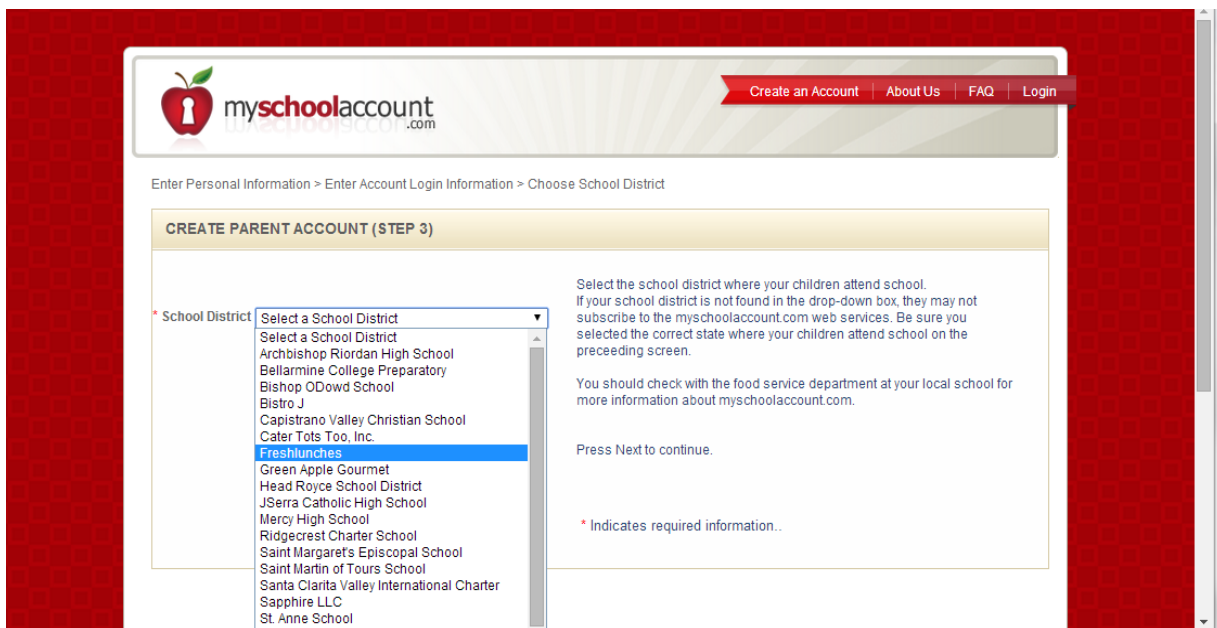 myschoolaccount
.com
Create an Account About Us FAQ Login
Enter Personal Information > Enter Account Login Information > Choose School District
CREATE PARENT ACCOUNT (STEP 3)
* School District
Select a School District
Select a School District
Archbishop Riordan High School
Bellarmine College Preparatory
Bishop ODowd School
Bistro J
Capistrano Valley Christian School
Cater Tots Too, Inc.
Freshlunches
Green Apple Gourmet
Head Royce School District
JSerra Catholic High School
Mercy High School
Ridgecrest Charter School
Saint Margaret's Episcopal School
Saint Martin of Tours School
Santa Clarita Valley International Charter
Sapphire LLC
St. Anne School
Select the school district where your children attend school.
If your school district is not found in the drop-down box, they may not
subscribe to the myschoolaccount.com web services. Be sure you
selected the correct state where your children attend school on the
preceeding screen.
You should check with the food service department at your local school for
more information about myschoolaccount.com.
Press Next to continue.
* Indicates required information..